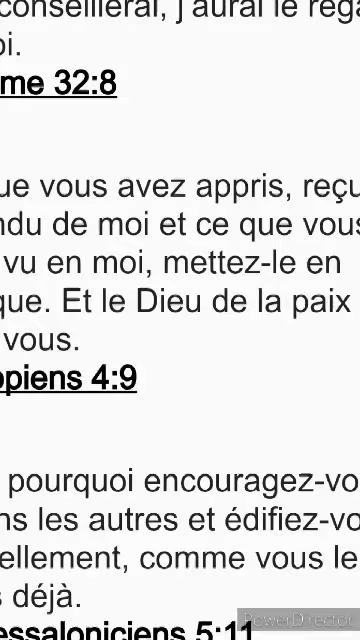 conseillerai, j'aurai le rega
oi.
me 32:8
ue vous avez appris, reçu
ndu de moi et ce que vous
vu en moi, mettez-le en
que. Et le Dieu de la paix
vous.
ppiens 4:9
pourquoi encouragez-vo
ns les autres et édifiez-vo
ellement, comme vous le
s déjà.
essaloniciens 5:11
PowerDirector